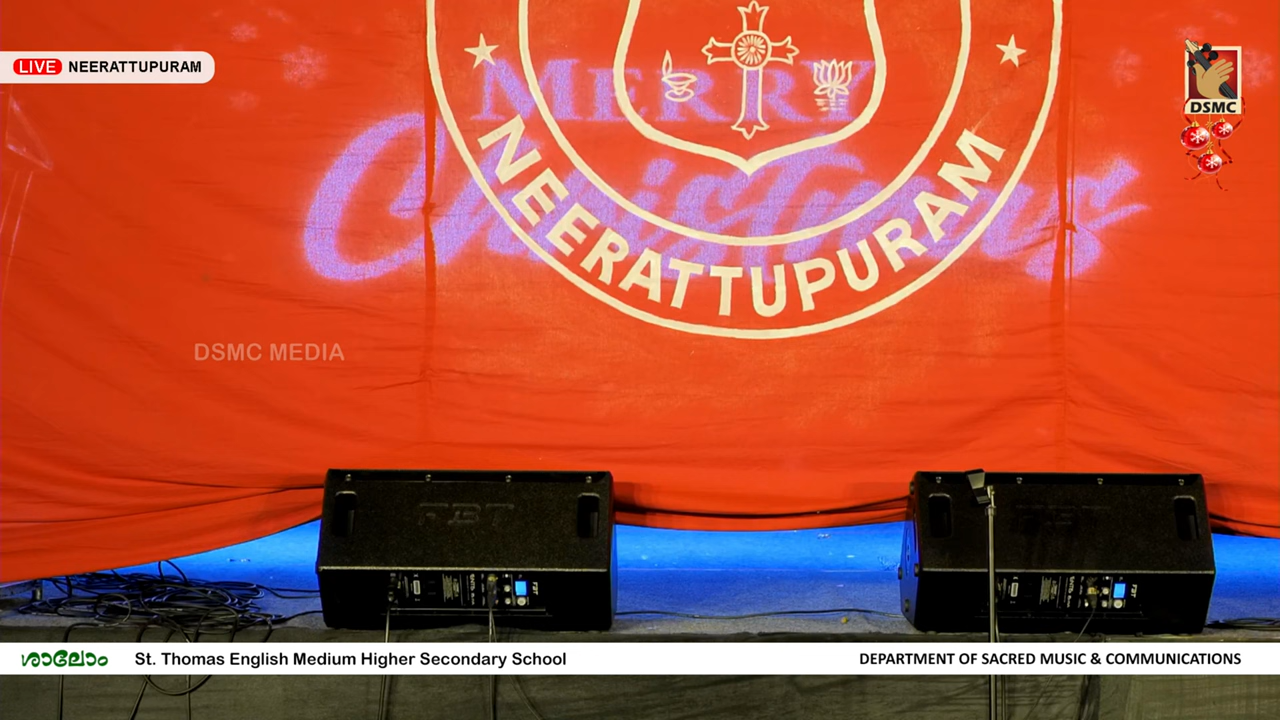 LIVE NEERATTUPURAM
DSMC
MERRY
Christmas
NEERATTUPURAM
DSMC MEDIA
FBT
ശാലോം St. Thomas English Medium Higher Secondary School
DEPARTMENT OF SACRED MUSIC & COMMUNICATIONS